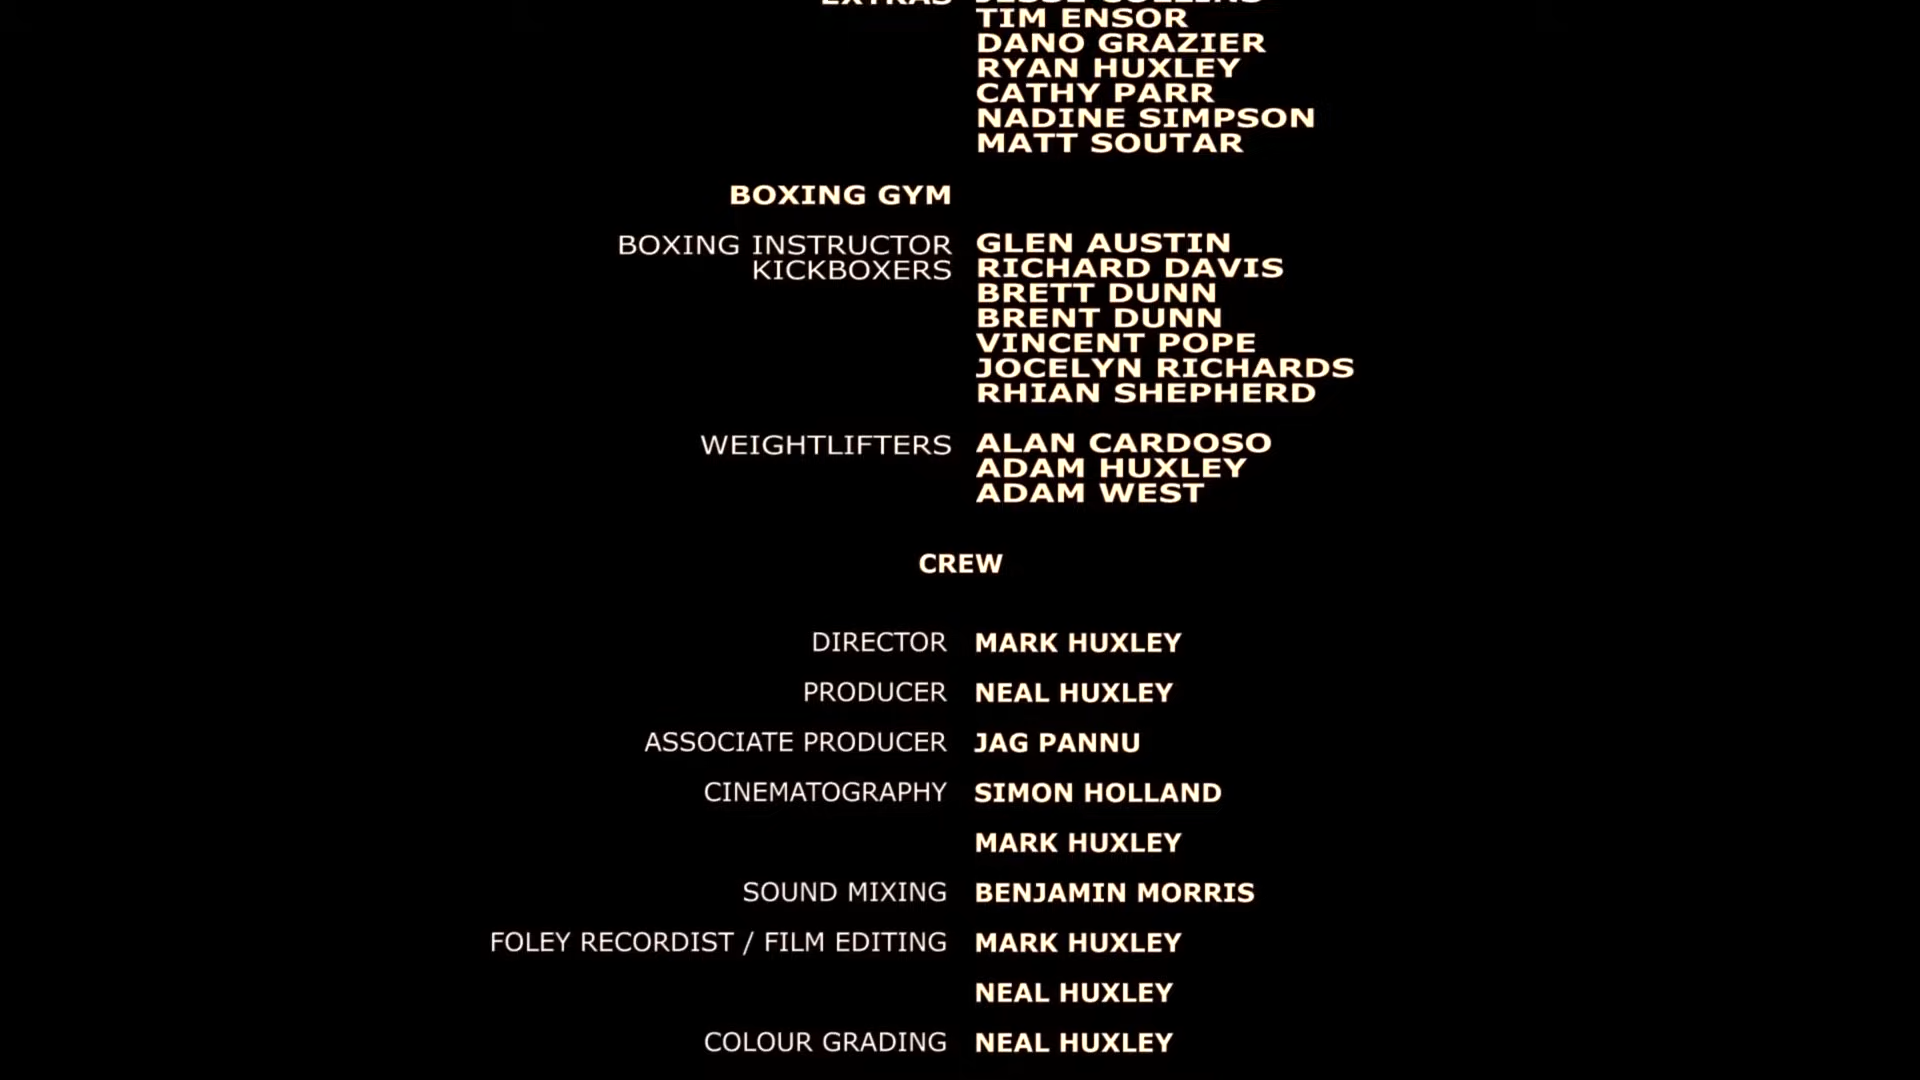 EXTRAS JESSE COLLINS
TIM ENSOR
DANO GRAZIER
RYAN HUXLEY
CATHY PARR
NADINE SIMPSON
MATT SOUTAR
BOXING GYM
BOXING INSTRUCTOR GLEN AUSTIN
KICKBOXERS RICHARD DAVIS
BRETT DUNN
BRENT DUNN
VINCENT POPE
JOCELYN RICHARDS
RHIAN SHEPHERD
WEIGHTLIFTERS ALAN CARDOSO
ADAM HUXLEY
ADAM WEST
CREW
DIRECTOR MARK HUXLEY
PRODUCER NEAL HUXLEY
ASSOCIATE PRODUCER JAG PANNU
CINEMATOGRAPHY SIMON HOLLAND
MARK HUXLEY
SOUND MIXING BENJAMIN MORRIS
FOLEY RECORDIST / FILM EDITING MARK HUXLEY
NEAL HUXLEY
COLOUR GRADING NEAL HUXLEY